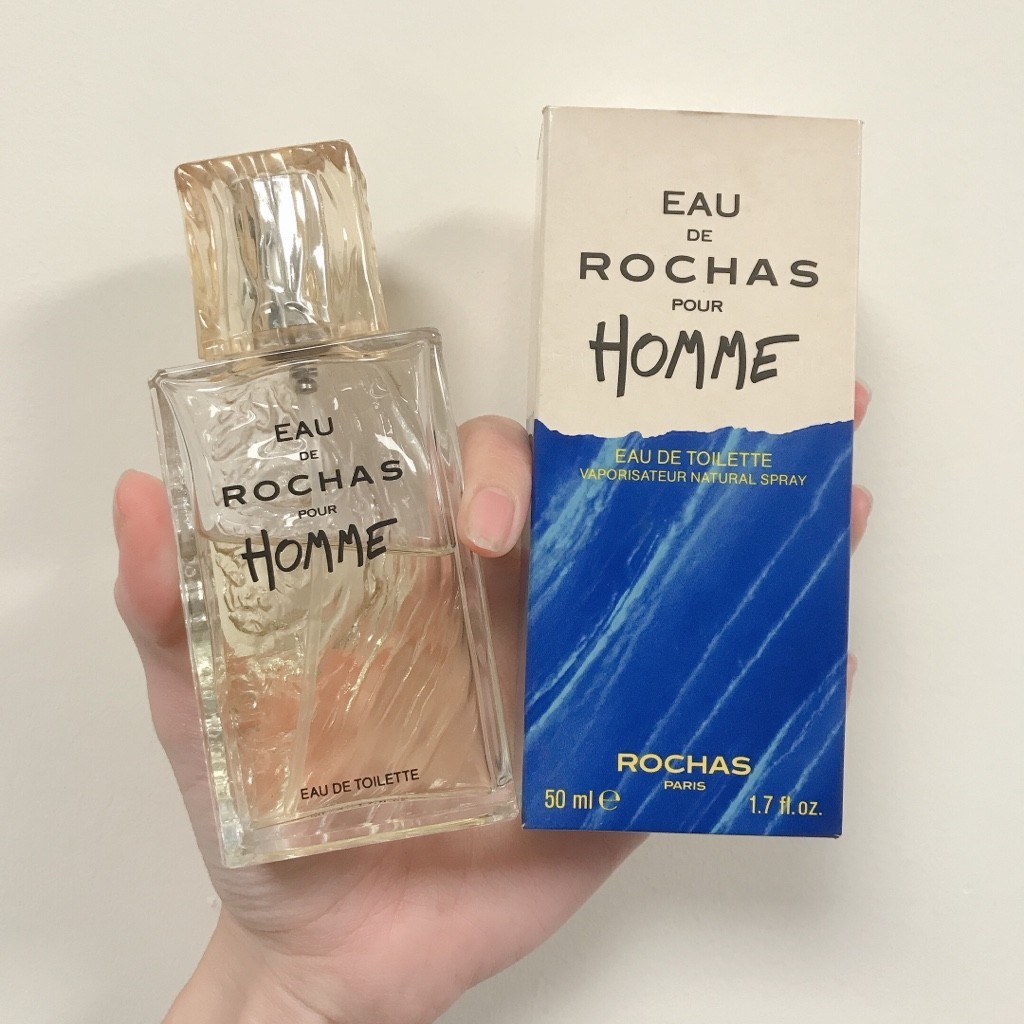 EAU
DE
ROCHAS
POUR
HOMME
EAU DE TOILETTE
EAU
DE
ROCHAS
POUR
HOMME
EAU DE TOILETTE
VAPORISATEUR NATURAL SPRAY
ROCHAS
PARIS
50 ml ℮ 1.7 fl.oz.